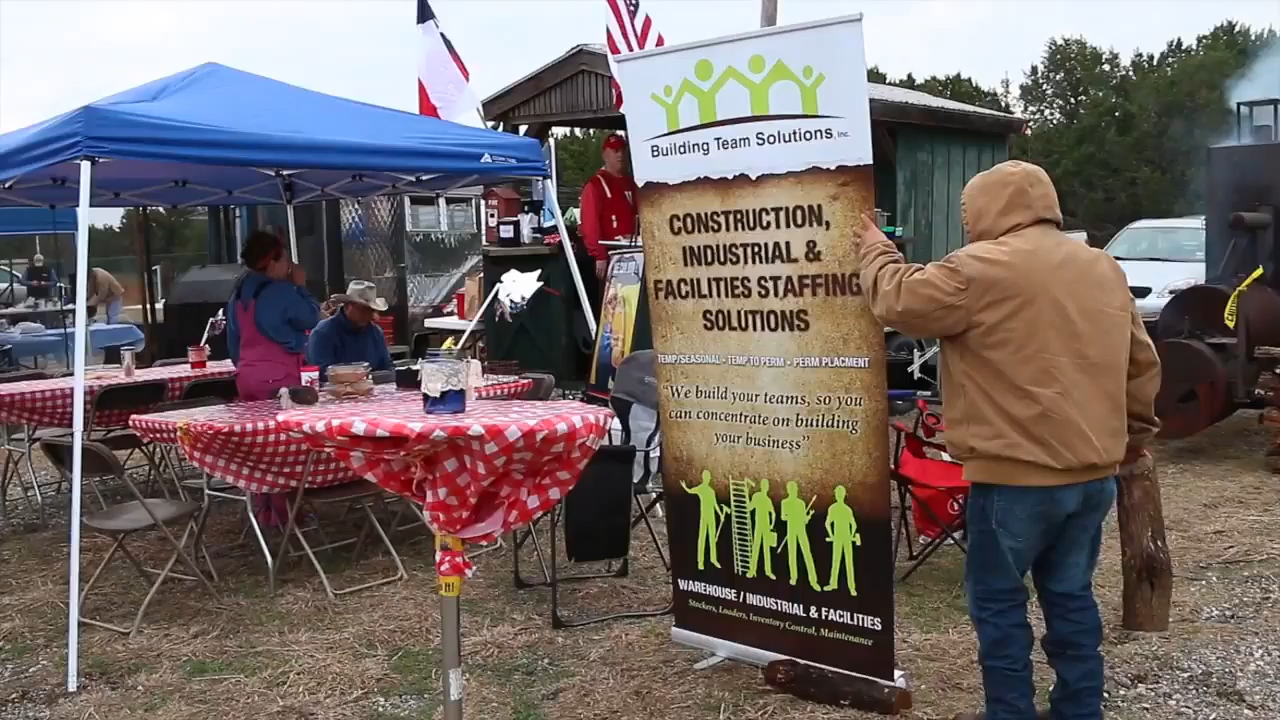 Building Team Solutions, Inc.
CONSTRUCTION,
INDUSTRIAL &
FACILITIES STAFFING
SOLUTIONS
TEMP/SEASONAL - TEMP TO PERM - PERM PLACMENT
"We build your teams, so you
can concentrate on building
your business"
WAREHOUSE / INDUSTRIAL & FACILITIES
Stockers, Loaders, Inventory Control, Maintenance